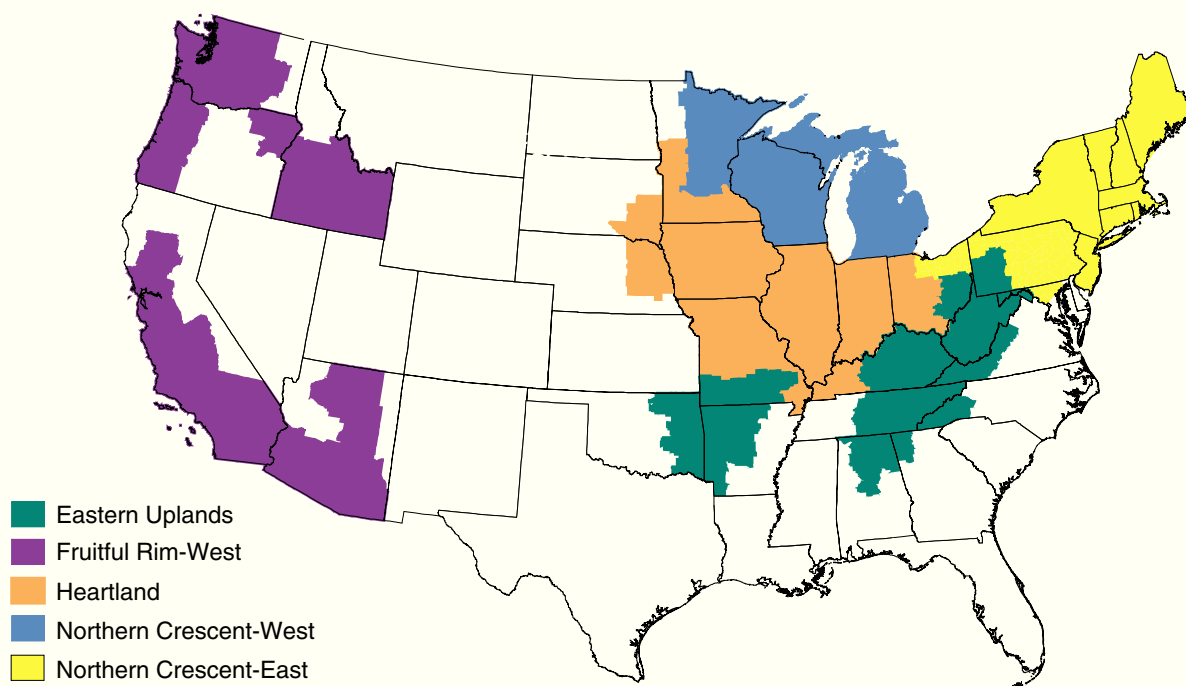 Eastern Uplands
Fruitful Rim-West
Heartland
Northern Crescent-West
Northern Crescent-East